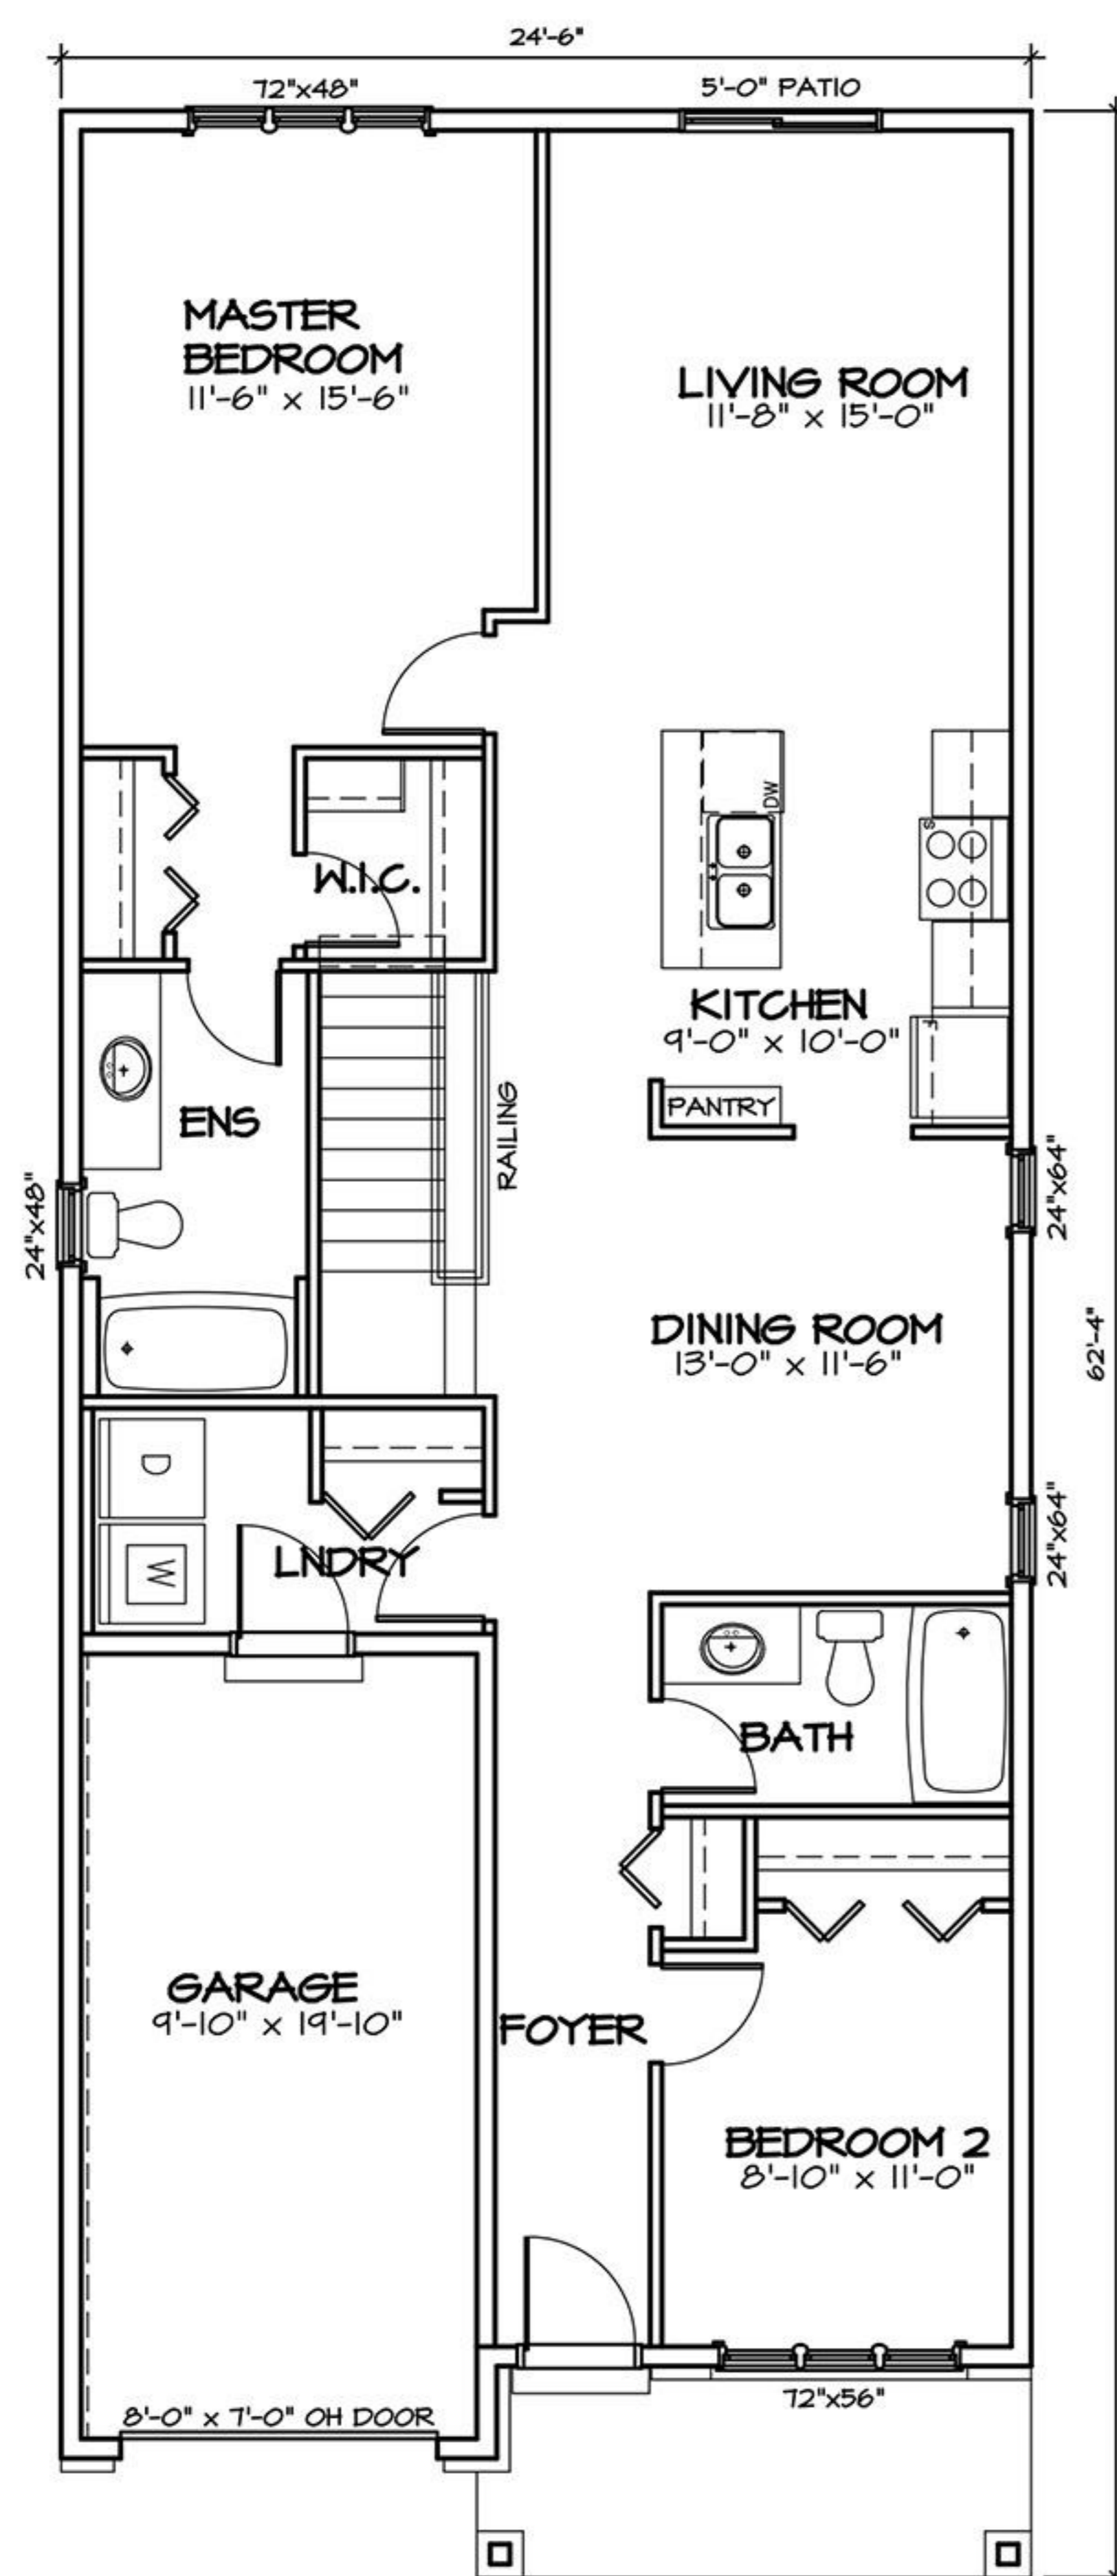 24'-6"
72"x48"
5'-0" PATIO
MASTER
BEDROOM
11'-6" x 15'-6"
LIVING ROOM
11'-8" x 15'-0"
DW
S
W.I.C.
KITCHEN
9'-0" x 10'-0"
F
PANTRY
ENS
RAILING
24"x48"
24"x64"
DINING ROOM
13'-0" x 11'-6"
62'-4"
D
W
LNDRY
24"x64"
BATH
GARAGE
9'-10" x 19'-10"
FOYER
BEDROOM 2
8'-10" x 11'-0"
72"x56"
8'-0" x 7'-0" OH DOOR